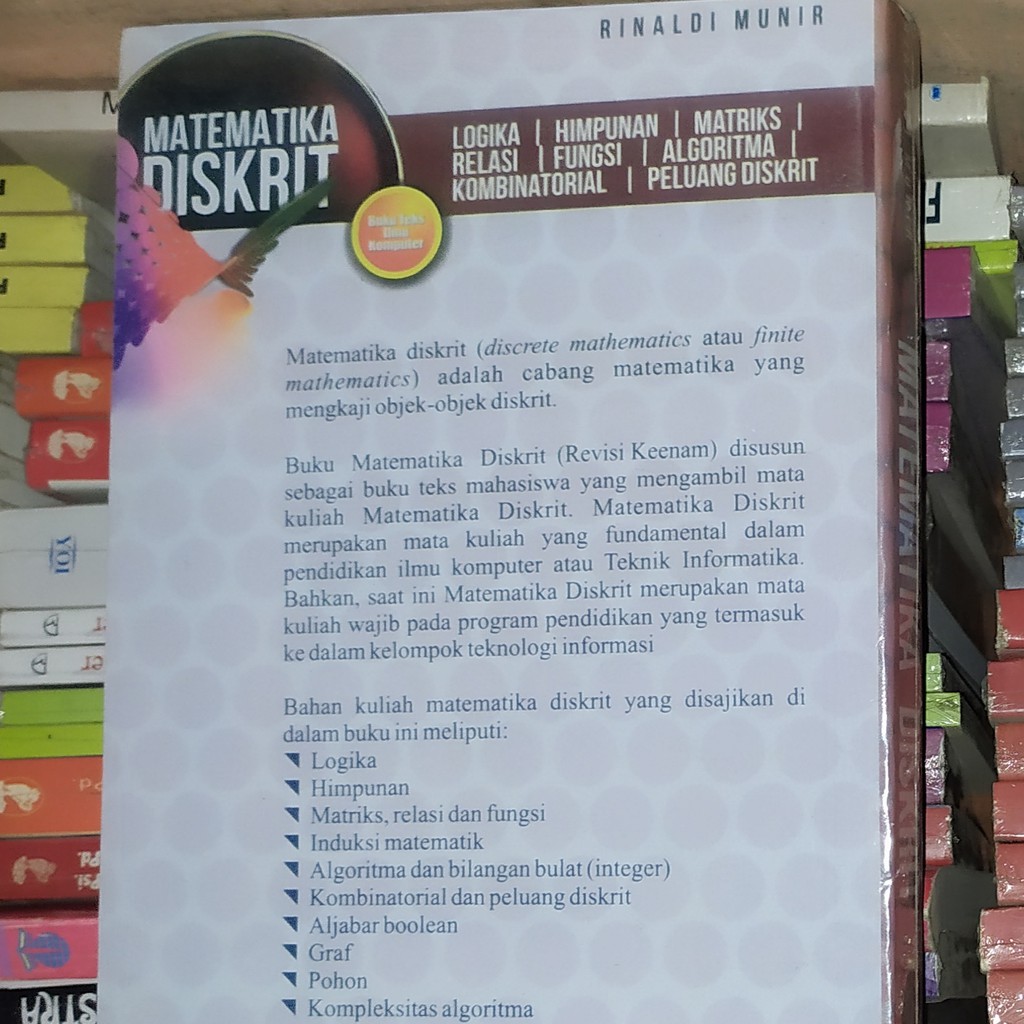 RINALDI MUNIR
MATEMATIKA
DISKRIT
LOGIKA | HIMPUNAN | MATRIKS |
RELASI | FUNGSI | ALGORITMA |
KOMBINATORIAL | PELUANG DISKRIT
Buku Teks
Ilmu
Komputer
Matematika diskrit (discrete mathematics atau finite
mathematics) adalah cabang matematika yang
mengkaji objek-objek diskrit.
Buku Matematika Diskrit (Revisi Keenam) disusun
sebagai buku teks mahasiswa yang mengambil mata
kuliah Matematika Diskrit. Matematika Diskrit
merupakan mata kuliah yang fundamental dalam
pendidikan ilmu komputer atau Teknik Informatika.
Bahkan, saat ini Matematika Diskrit merupakan mata
kuliah wajib pada program pendidikan yang termasuk
ke dalam kelompok teknologi informasi
Bahan kuliah matematika diskrit yang disajikan di
dalam buku ini meliputi:
Logika
Himpunan
Matriks, relasi dan fungsi
Induksi matematik
Algoritma dan bilangan bulat (integer)
Kombinatorial dan peluang diskrit
Aljabar boolean
Graf
Pohon
Kompleksitas algoritma
MATEMATIKA DISKRIT